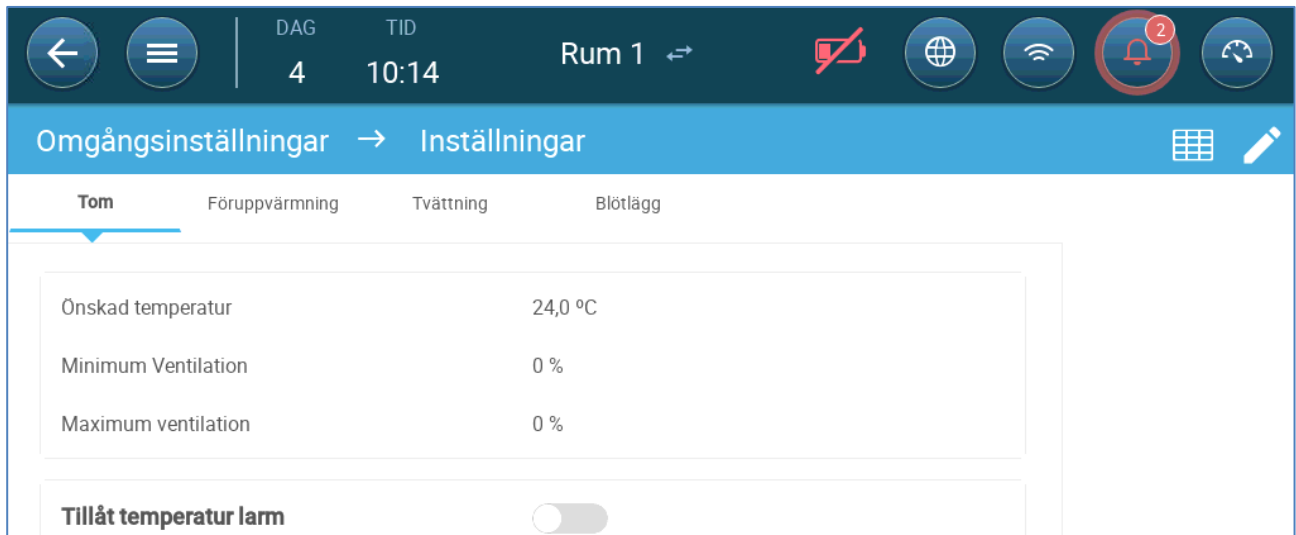 DAG TID
4 10:14 Rum 1 2
Omgångsinställningar → Inställningar
Tom Föruppvärmning Tvättning Blötlägg
Önskad temperatur 24,0 ºC
Minimum Ventilation 0 %
Maximum ventilation 0 %
Tillåt temperatur larm